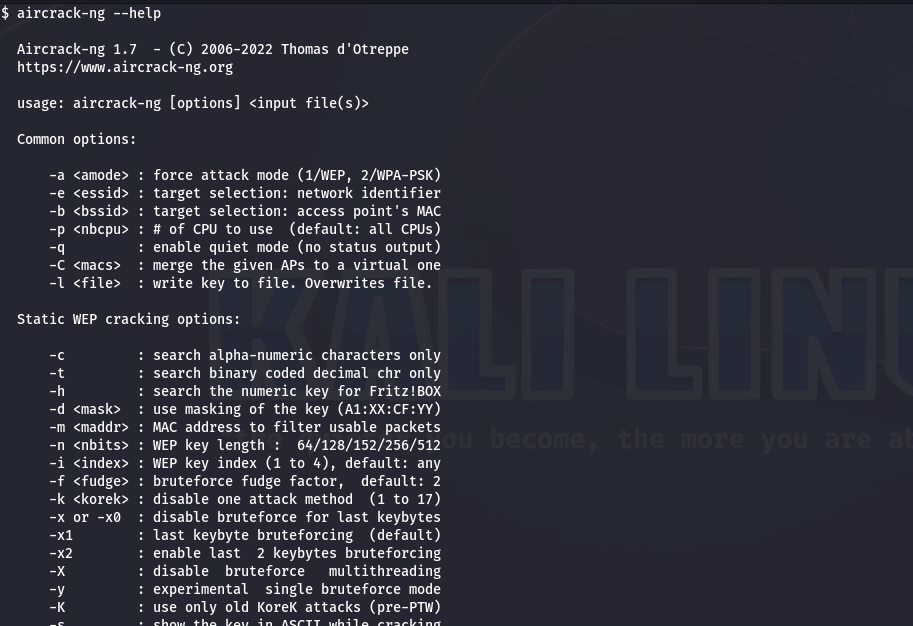 $ aircrack-ng --help
Aircrack-ng 1.7  - (C) 2006-2022 Thomas d'Otreppe
https://www.aircrack-ng.org
usage: aircrack-ng [options] <input file(s)>
Common options:
-a <amode> : force attack mode (1/WEP, 2/WPA-PSK)
-e <essid> : target selection: network identifier
-b <bssid> : target selection: access point's MAC
-p <nbcpu> : # of CPU to use  (default: all CPUs)
-q         : enable quiet mode (no status output)
-C <macs>  : merge the given APs to a virtual one
-l <file>  : write key to file. Overwrites file.
Static WEP cracking options:
-c         : search alpha-numeric characters only
-t         : search binary coded decimal chr only
-h         : search the numeric key for Fritz!BOX
-d <mask>  : use masking of the key (A1:XX:CF:YY)
-m <maddr> : MAC address to filter usable packets
-n <nbits> : WEP key length :  64/128/152/256/512
-i <index> : WEP key index (1 to 4), default: any
-f <fudge> : bruteforce fudge factor,  default: 2
-k <korek> : disable one attack method  (1 to 17)
-x or -x0  : disable bruteforce for last keybytes
-x1        : last keybyte bruteforcing  (default)
-x2        : enable last  2 keybytes bruteforcing
-X         : disable  bruteforce   multithreading
-y         : experimental  single bruteforce mode
-K         : use only old KoreK attacks (pre-PTW)
-s         : show the key in ASCII while cracking
KALI LINU
become, the more you are